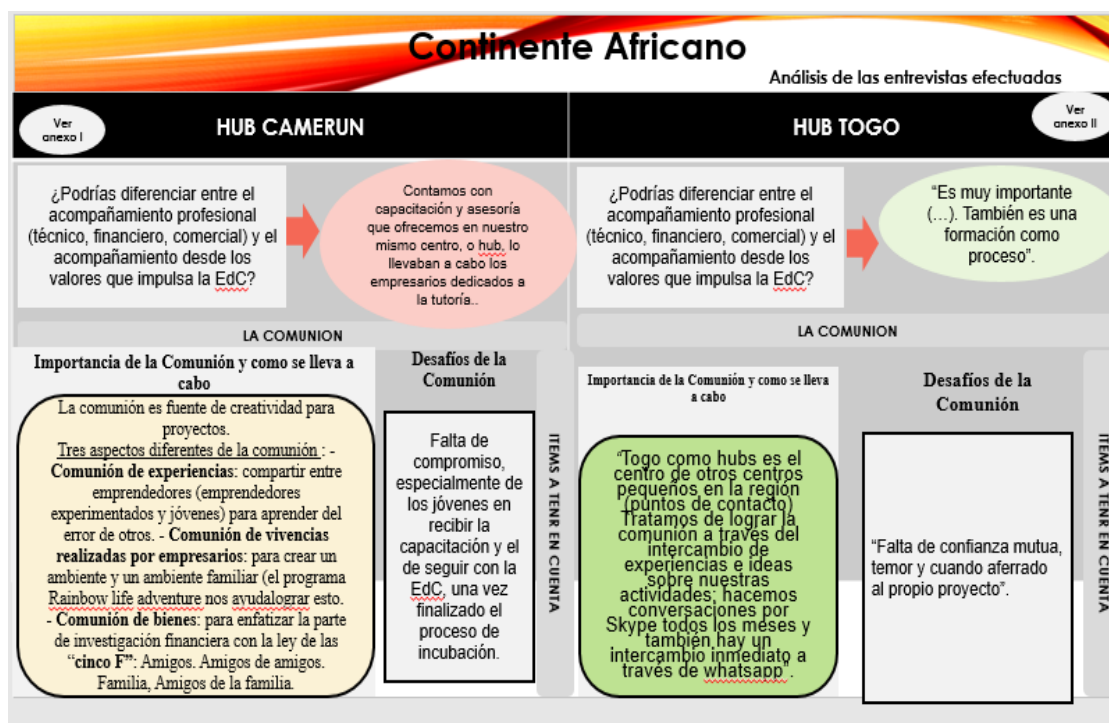 Continente Africano
Análisis de las entrevistas efectuadas
Ver
anexo I
HUB CAMERUN
¿Podrías diferenciar entre el
acompañamiento profesional
(técnico, financiero, comercial) y el
acompañamiento desde los
valores que impulsa la EdC?
Contamos con
capacitación y asesoría
que ofrecemos en nuestro
mismo centro, o hub, lo
llevaban a cabo los
empresarios dedicados a
la tutoría..
LA COMUNION
Importancia de la Comunión y como se lleva a
cabo
La comunión es fuente de creatividad para
proyectos.
Tres aspectos diferentes de la comunión : -
Comunión de experiencias: compartir entre
emprendedores (emprendedores
experimentados y jóvenes) para aprender del
error de otros. - Comunión de vivencias
realizadas por empresarios: para crear un
ambiente y un ambiente familiar (el programa
Rainbow life adventure nos ayudalograr esto.
- Comunión de bienes: para enfatizar la parte
de investigación financiera con la ley de las
“cinco F”: Amigos. Amigos de amigos.
Familia, Amigos de la familia.
Desafíos de la
Comunión
Falta de
compromiso,
especialmente de
los jóvenes en
recibir la
capacitación y el
de seguir con la
EdC, una vez
finalizado el
proceso de
incubación.
ITEMS A TENR EN CUENTA
HUB TOGO
Ver
anexo II
¿Podrías diferenciar entre el
acompañamiento profesional
(técnico, financiero, comercial) y el
acompañamiento desde los
valores que impulsa la EdC?
“Es muy importante
(…). También es una
formación como
proceso”.
LA COMUNION
Importancia de la Comunión y como se lleva
a cabo
“Togo como hubs es el
centro de otros centros
pequeños en la región
(puntos de contacto)
Tratamos de lograr la
comunión a través del
intercambio de
experiencias e ideas
sobre nuestras
actividades; hacemos
conversaciones por
Skype todos los meses y
también hay un
intercambio inmediato a
través de whatsapp”.
Desafíos de la
Comunión
“Falta de confianza mutua,
temor y cuando aferrado
al propio proyecto”.
ITEMS A TENR EN CUENTA